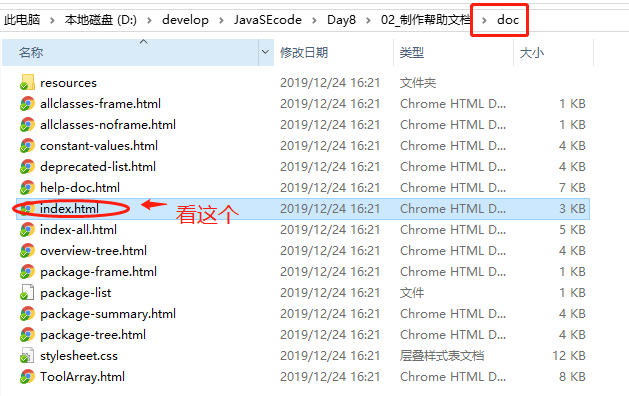 此电脑 › 本地磁盘 (D:) › develop › JavaSEcode › Day8 › 02_制作帮助文档 › doc
名称 修改日期 类型 大小
resources 2019/12/24 16:21 文件夹
allclasses-frame.html 2019/12/24 16:21 Chrome HTML D... 1 KB
allclasses-noframe.html 2019/12/24 16:21 Chrome HTML D... 1 KB
constant-values.html 2019/12/24 16:21 Chrome HTML D... 4 KB
deprecated-list.html 2019/12/24 16:21 Chrome HTML D... 4 KB
help-doc.html 2019/12/24 16:21 Chrome HTML D... 7 KB
index.html 2019/12/24 16:21 Chrome HTML D... 3 KB
看这个
index-all.html 2019/12/24 16:21 Chrome HTML D... 5 KB
overview-tree.html 2019/12/24 16:21 Chrome HTML D... 4 KB
package-frame.html 2019/12/24 16:21 Chrome HTML D... 1 KB
package-list 2019/12/24 16:21 文件 1 KB
package-summary.html 2019/12/24 16:21 Chrome HTML D... 4 KB
package-tree.html 2019/12/24 16:21 Chrome HTML D... 4 KB
stylesheet.css 2019/12/24 16:21 层叠样式表文档 12 KB
ToolArray.html 2019/12/24 16:21 Chrome HTML D... 12 KB